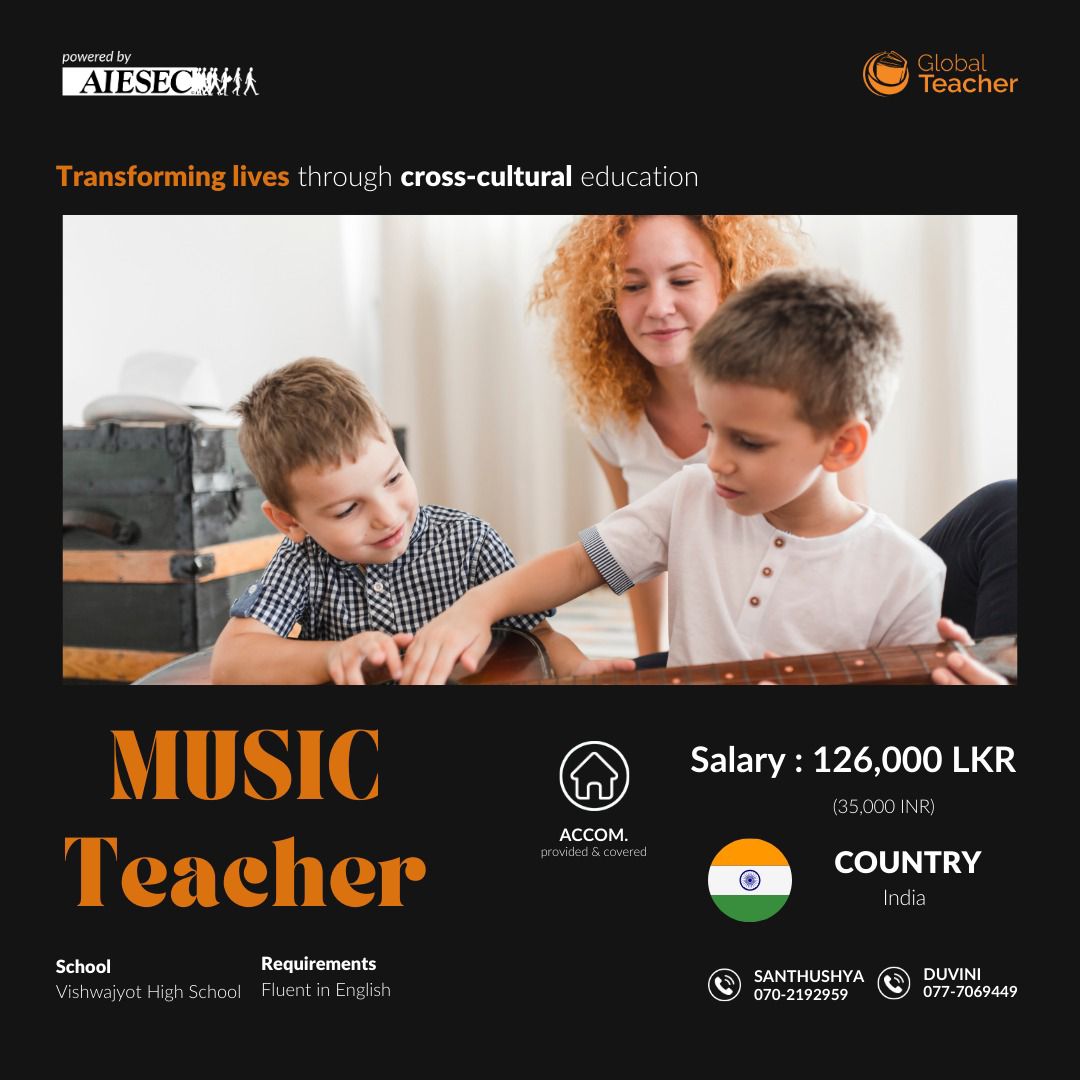 powered by
AIESEC
Global
Teacher
Transforming lives through cross-cultural education
MUSIC
Teacher
ACCOM.
provided & covered
Salary : 126,000 LKR
(35,000 INR)
COUNTRY
India
School
Vishwajyot High School
Requirements
Fluent in English
SANTHUSHYA
070-2192959
DUVINI
077-7069449